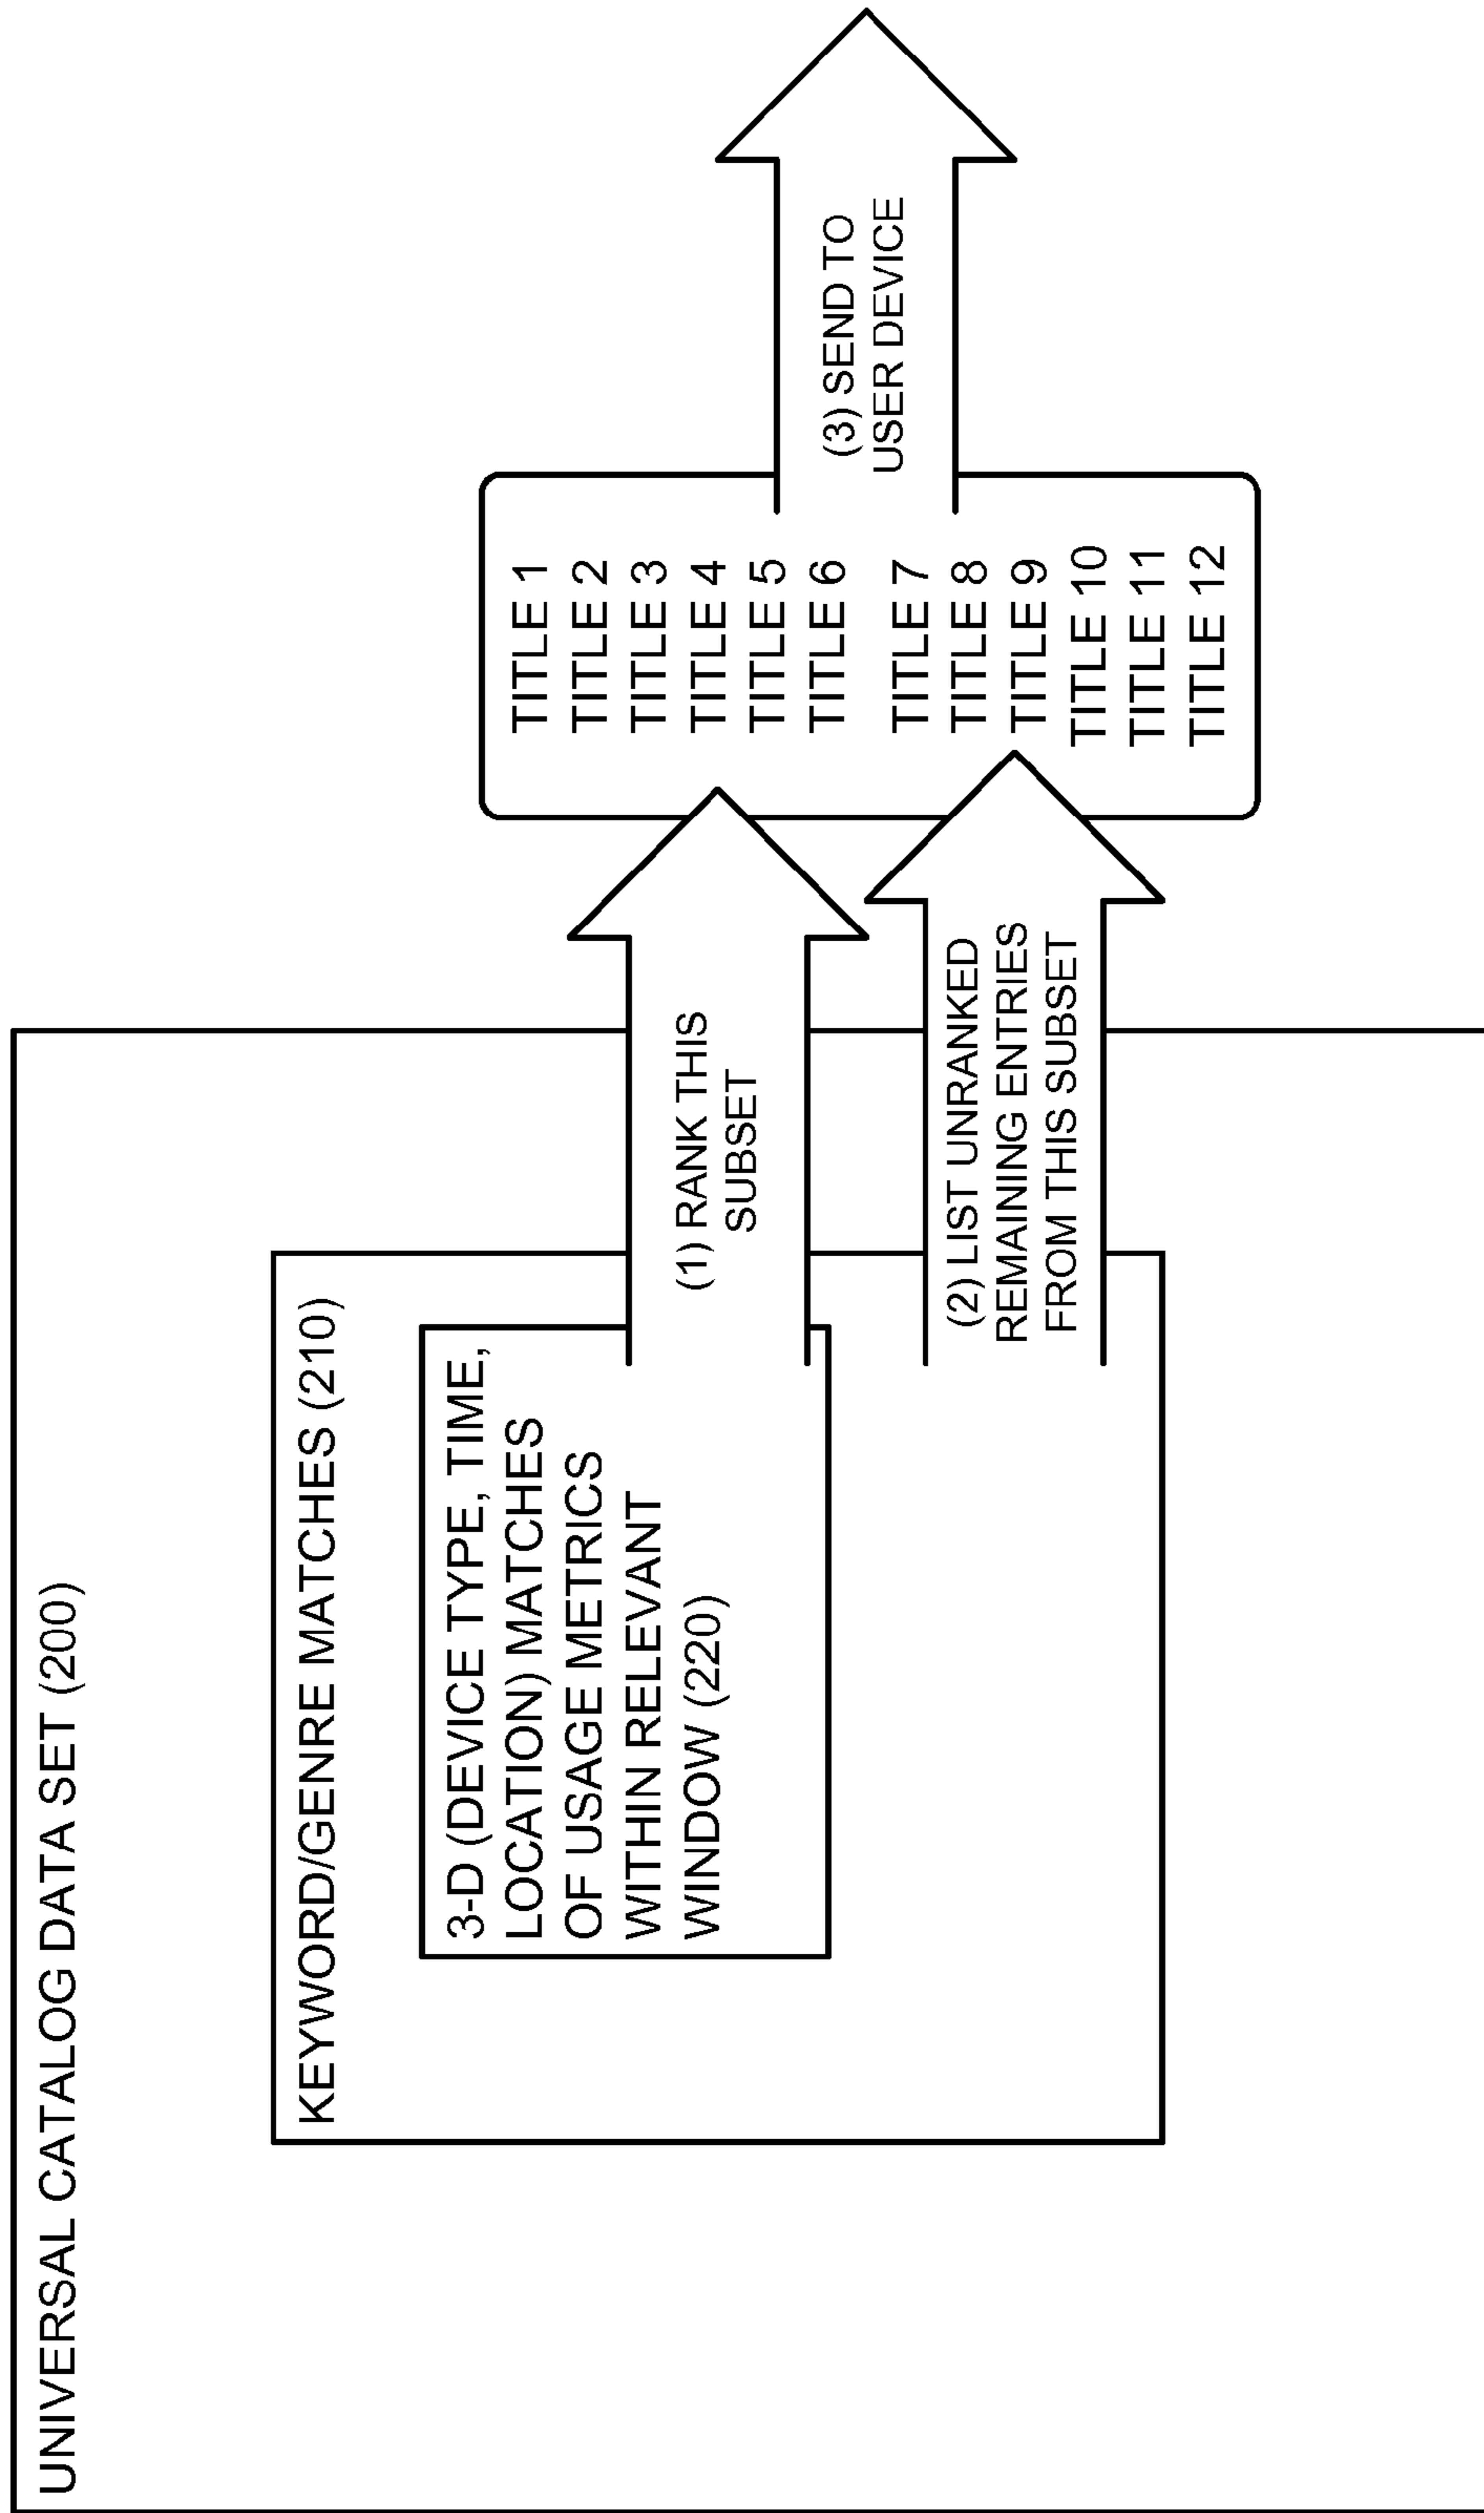 UNIVERSAL CATALOG DATA SET (200)
KEYWORD/GENRE MATCHES (210)
3-D (DEVICE TYPE, TIME,
LOCATION) MATCHES
OF USAGE METRICS
WITHIN RELEVANT
WINDOW (220)
(1) RANK THIS
SUBSET
(2) LIST UNRANKED
REMAINING ENTRIES
FROM THIS SUBSET
TITLE 1
TITLE 2
TITLE 3
TITLE 4
TITLE 5
TITLE 6
TITLE 7
TITLE 8
TITLE 9
TITLE 10
TITLE 11
TITLE 12
(3) SEND TO
USER DEVICE